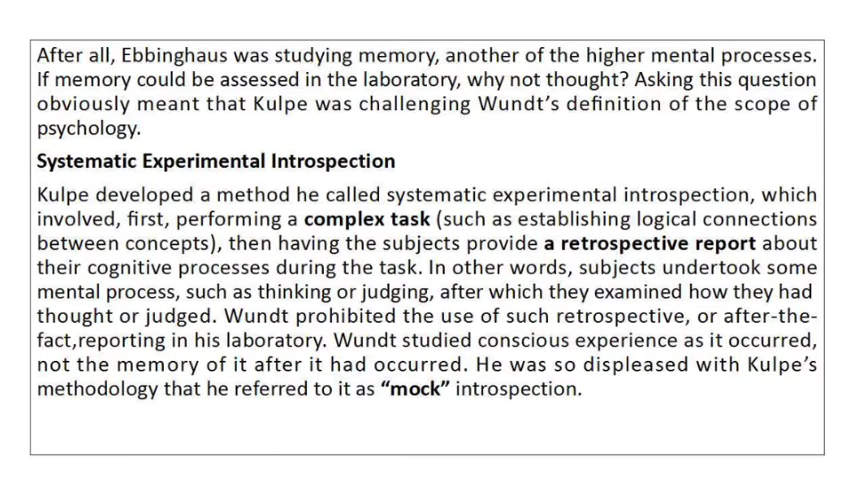 After all, Ebbinghaus was studying memory, another of the higher mental processes.
If memory could be assessed in the laboratory, why not thought? Asking this question
obviously meant that Kulpe was challenging Wundt's definition of the scope of
psychology.
Systematic Experimental Introspection
Kulpe developed a method he called systematic experimental introspection, which
involved, first, performing a complex task (such as establishing logical connections
between concepts), then having the subjects provide a retrospective report about
their cognitive processes during the task. In other words, subjects undertook some
mental process, such as thinking or judging, after which they examined how they had
thought or judged. Wundt prohibited the use of such retrospective, or after-the-
fact,reporting in his laboratory. Wundt studied conscious experience as it occurred,
not the memory of it after it had occurred. He was so displeased with Kulpe's
methodology that he referred to it as “mock” introspection.